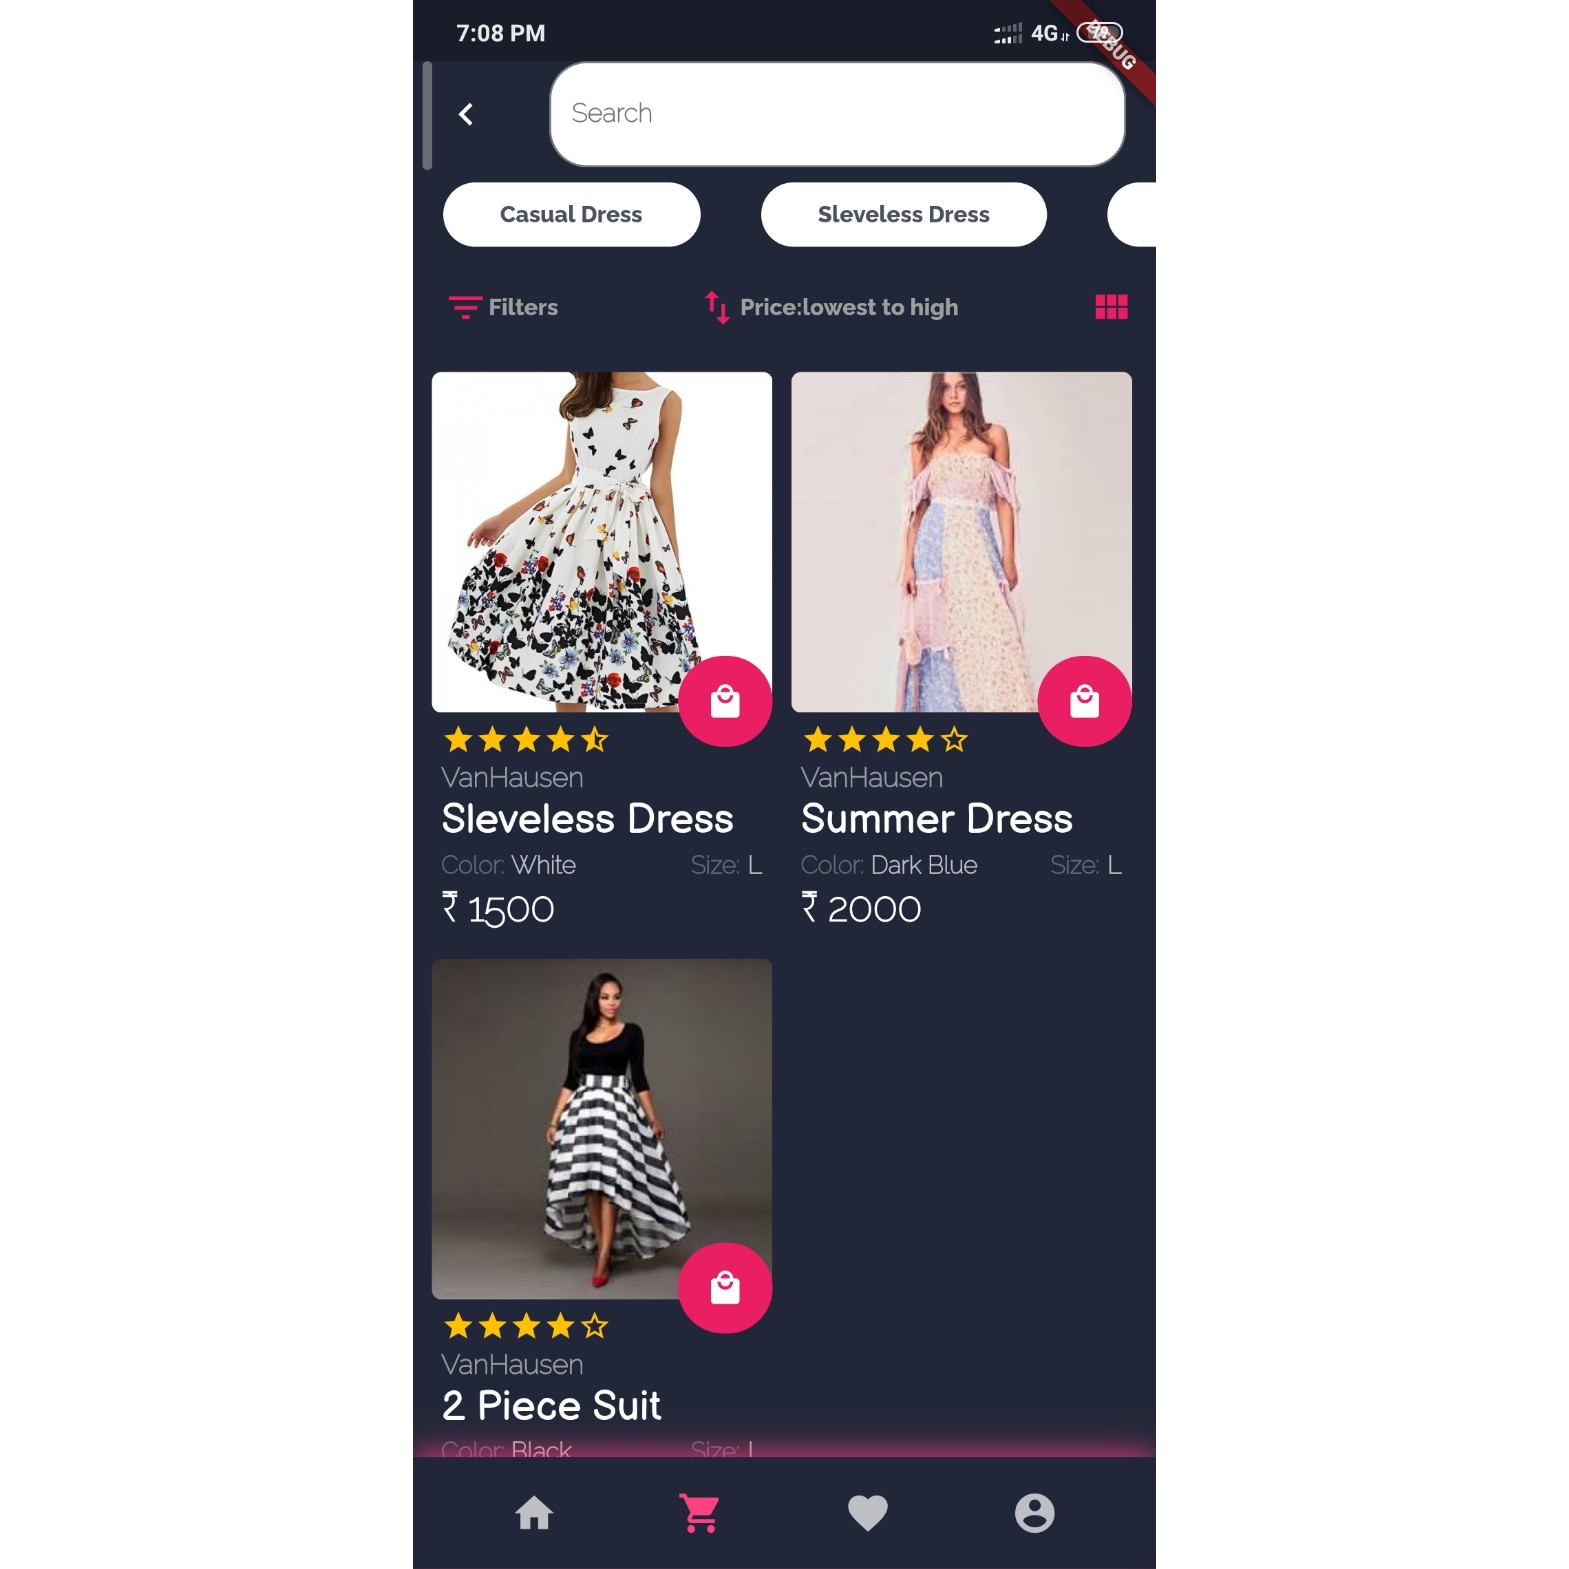 7:08 PM 4G
DEBUG
Search
Casual Dress Sleveless Dress
Filters Price:lowest to high
VanHausen VanHausen
Sleveless Dress Summer Dress
Color: White Size: L Color: Dark Blue Size: L
₹ 1500 ₹ 2000
VanHausen
2 Piece Suit
Color: Black Size: L